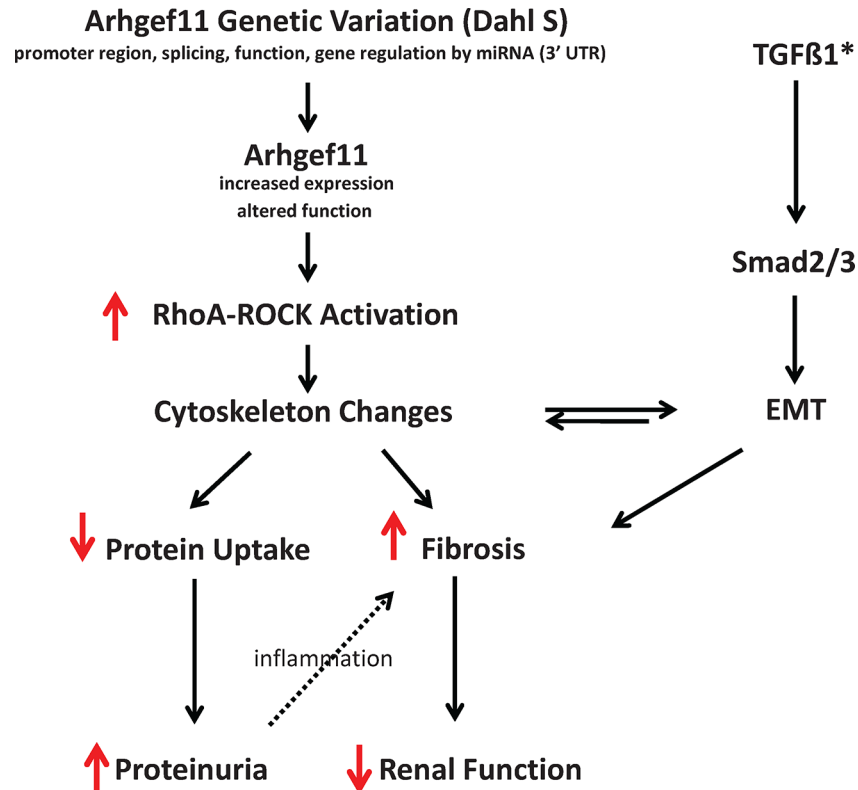 Arhgef11 Genetic Variation (Dahl S)
promoter region, splicing, function, gene regulation by miRNA (3' UTR)
TGFß1*
Arhgef11
increased expression
altered function
Smad2/3
RhoA-ROCK Activation
Cytoskeleton Changes
EMT
Protein Uptake
Fibrosis
inflammation
Proteinuria
Renal Function